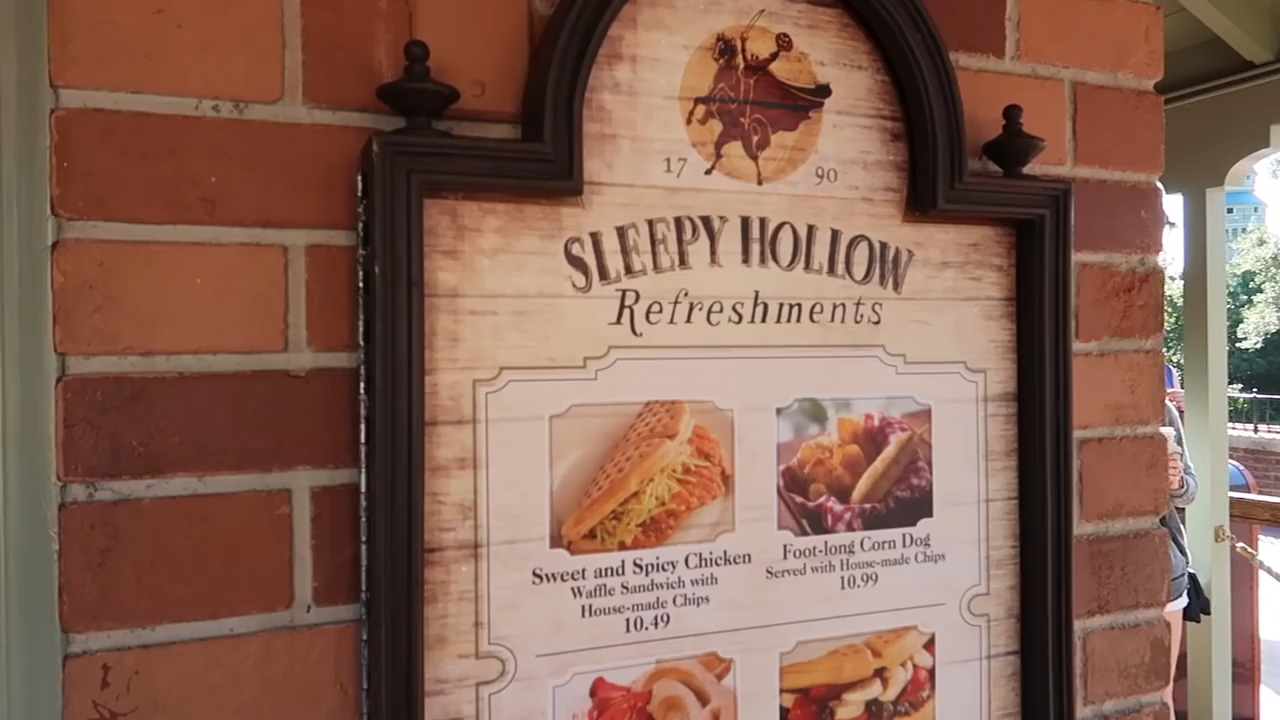 17 90
SLEEPY HOLLOW
Refreshments
Sweet and Spicy Chicken
Waffle Sandwich with
House-made Chips
10.49
Foot-long Corn Dog
Served with House-made Chips
10.99